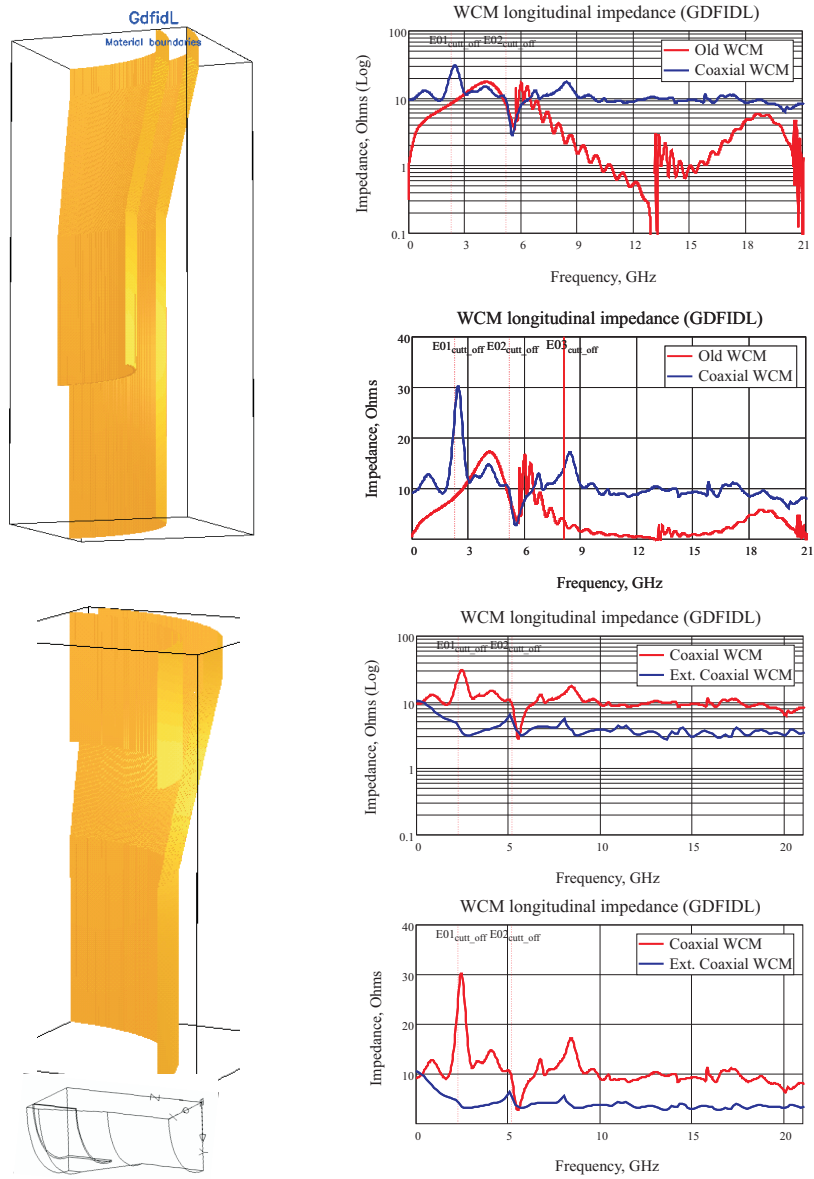 GdfidL
Material boundaries
WCM longitudinal impedance (GDFIDL)
100
10
1
0.1
Impedance, Ohms (Log)
E01cutt_off E02cutt_off
Old WCM
Coaxial WCM
0 3 6 9 12 15 18 21
Frequency, GHz
WCM longitudinal impedance (GDFIDL)
40
30
20
10
Impedance, Ohms
E01cutt_off E02cutt_off E03cutt_off
Old WCM
Coaxial WCM
0 3 6 9 12 15 18 21
Frequency, GHz
WCM longitudinal impedance (GDFIDL)
100
10
1
0.1
Impedance, Ohms (Log)
E01cutt_off E02cutt_off
Coaxial WCM
Ext. Coaxial WCM
0 5 10 15 20
Frequency, GHz
WCM longitudinal impedance (GDFIDL)
40
30
20
10
Impedance, Ohms
E01cutt_off E02cutt_off
Coaxial WCM
Ext. Coaxial WCM
0 5 10 15 20
Frequency, GHz
Z
X
Y